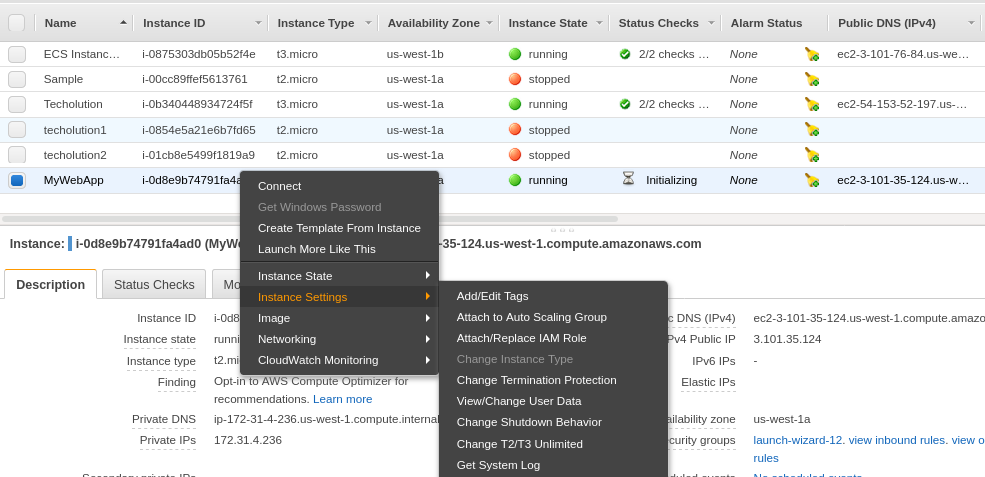 Name Instance ID Instance Type Availability Zone Instance State Status Checks Alarm Status Public DNS (IPv4)
ECS Instanc… i-0875303db05b52f4e t3.micro us-west-1b running 2/2 checks … None ec2-3-101-76-84.us-we…
Sample i-00cc89ffef5613761 t2.micro us-west-1a stopped None
Techolution i-0b340448934724f5f t3.micro us-west-1a running 2/2 checks … None ec2-54-153-52-197.us-…
techolution1 i-0854e5a21e6b7fd65 t2.micro us-west-1a stopped None
techolution2 i-01cb8e5499f1819a9 t2.micro us-west-1a stopped None
MyWebApp i-0d8e9b74791fa4a running Initializing None ec2-3-101-35-124.us-w…
Connect
Get Windows Password
Create Template From Instance
Launch More Like This
Instance State
Instance Settings
Image
Networking
CloudWatch Monitoring
Add/Edit Tags
Attach to Auto Scaling Group
Attach/Replace IAM Role
Change Instance Type
Change Termination Protection
View/Change User Data
Change Shutdown Behavior
Change T2/T3 Unlimited
Get System Log
Instance: i-0d8e9b74791fa4ad0 (MyWe -35-124.us-west-1.compute.amazonaws.com
Description Status Checks Mo
Instance ID i-0d8 c DNS (IPv4) ec2-3-101-35-124.us-west-1.compute.amazo
Instance state runni Pv4 Public IP 3.101.35.124
Instance type t2.mi IPv6 IPs -
Finding Opt-in to AWS Compute Optimizer for Elastic IPs
recommendations. Learn more
Private DNS ip-172-31-4-236.us-west-1.compute.internal ailability zone us-west-1a
Private IPs 172.31.4.236 ecurity groups launch-wizard-12. view inbound rules. view o
rules
Secondary private IPs duled events No scheduled events